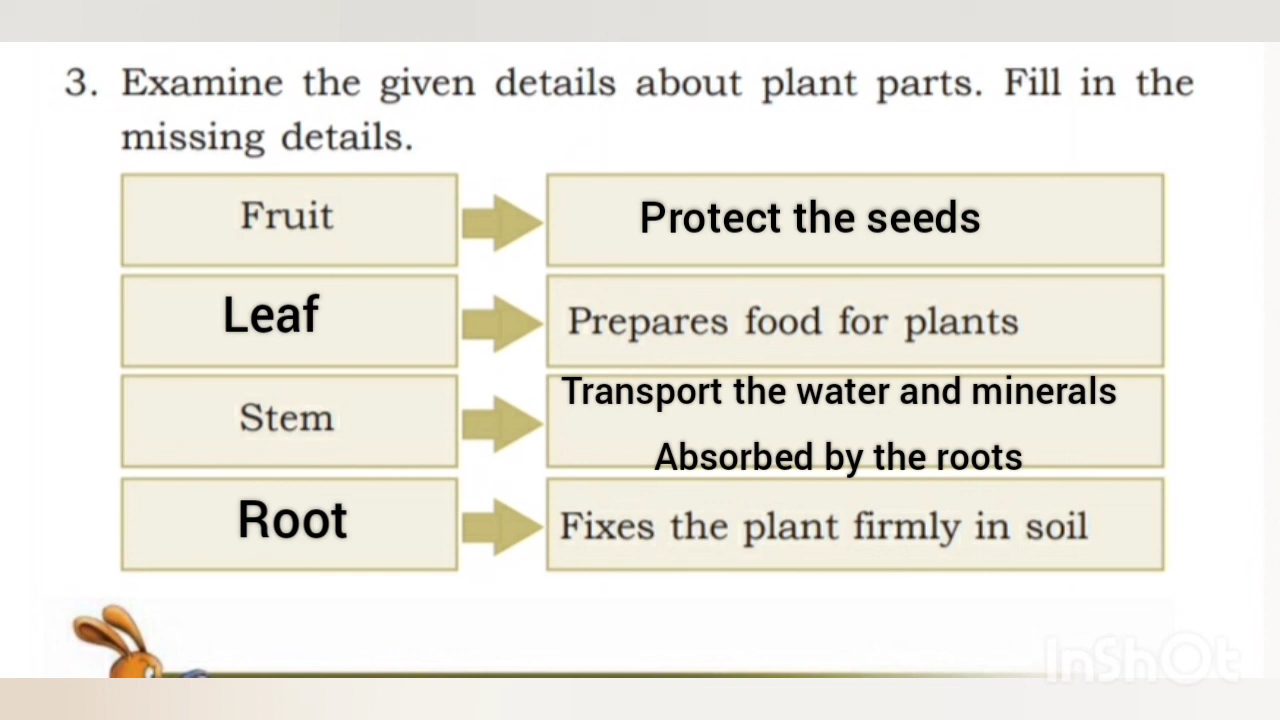 3. Examine the given details about plant parts. Fill in the
missing details.
Fruit
Protect the seeds
Leaf
Prepares food for plants
Stem
Transport the water and minerals
Absorbed by the roots
Root
Fixes the plant firmly in soil
InShOt